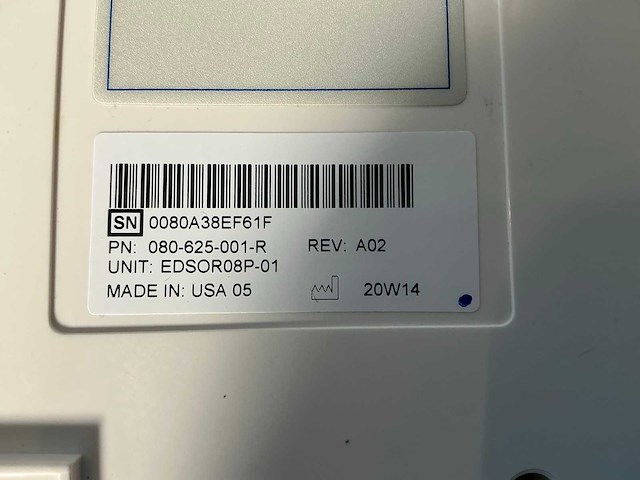 SN 0080A38EF61F
PN: 080-625-001-R REV: A02
UNIT: EDSOR08P-01
MADE IN: USA 05 20W14